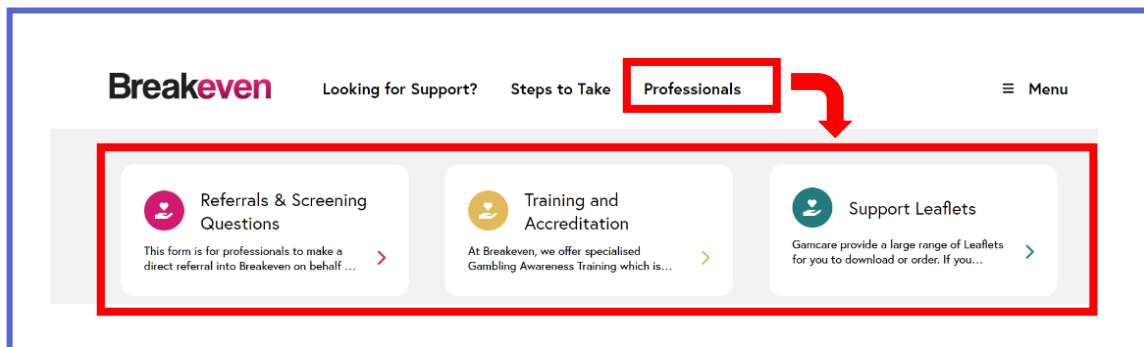 Breakeven Looking for Support? Steps to Take Professionals ≡ Menu
Referrals & Screening
Questions
This form is for professionals to make a
direct referral into Breakeven on behalf ...
Training and
Accreditation
At Breakeven, we offer specialised
Gambling Awareness Training which is...
Support Leaflets
Gamcare provide a large range of Leaflets
for you to download or order. If you...